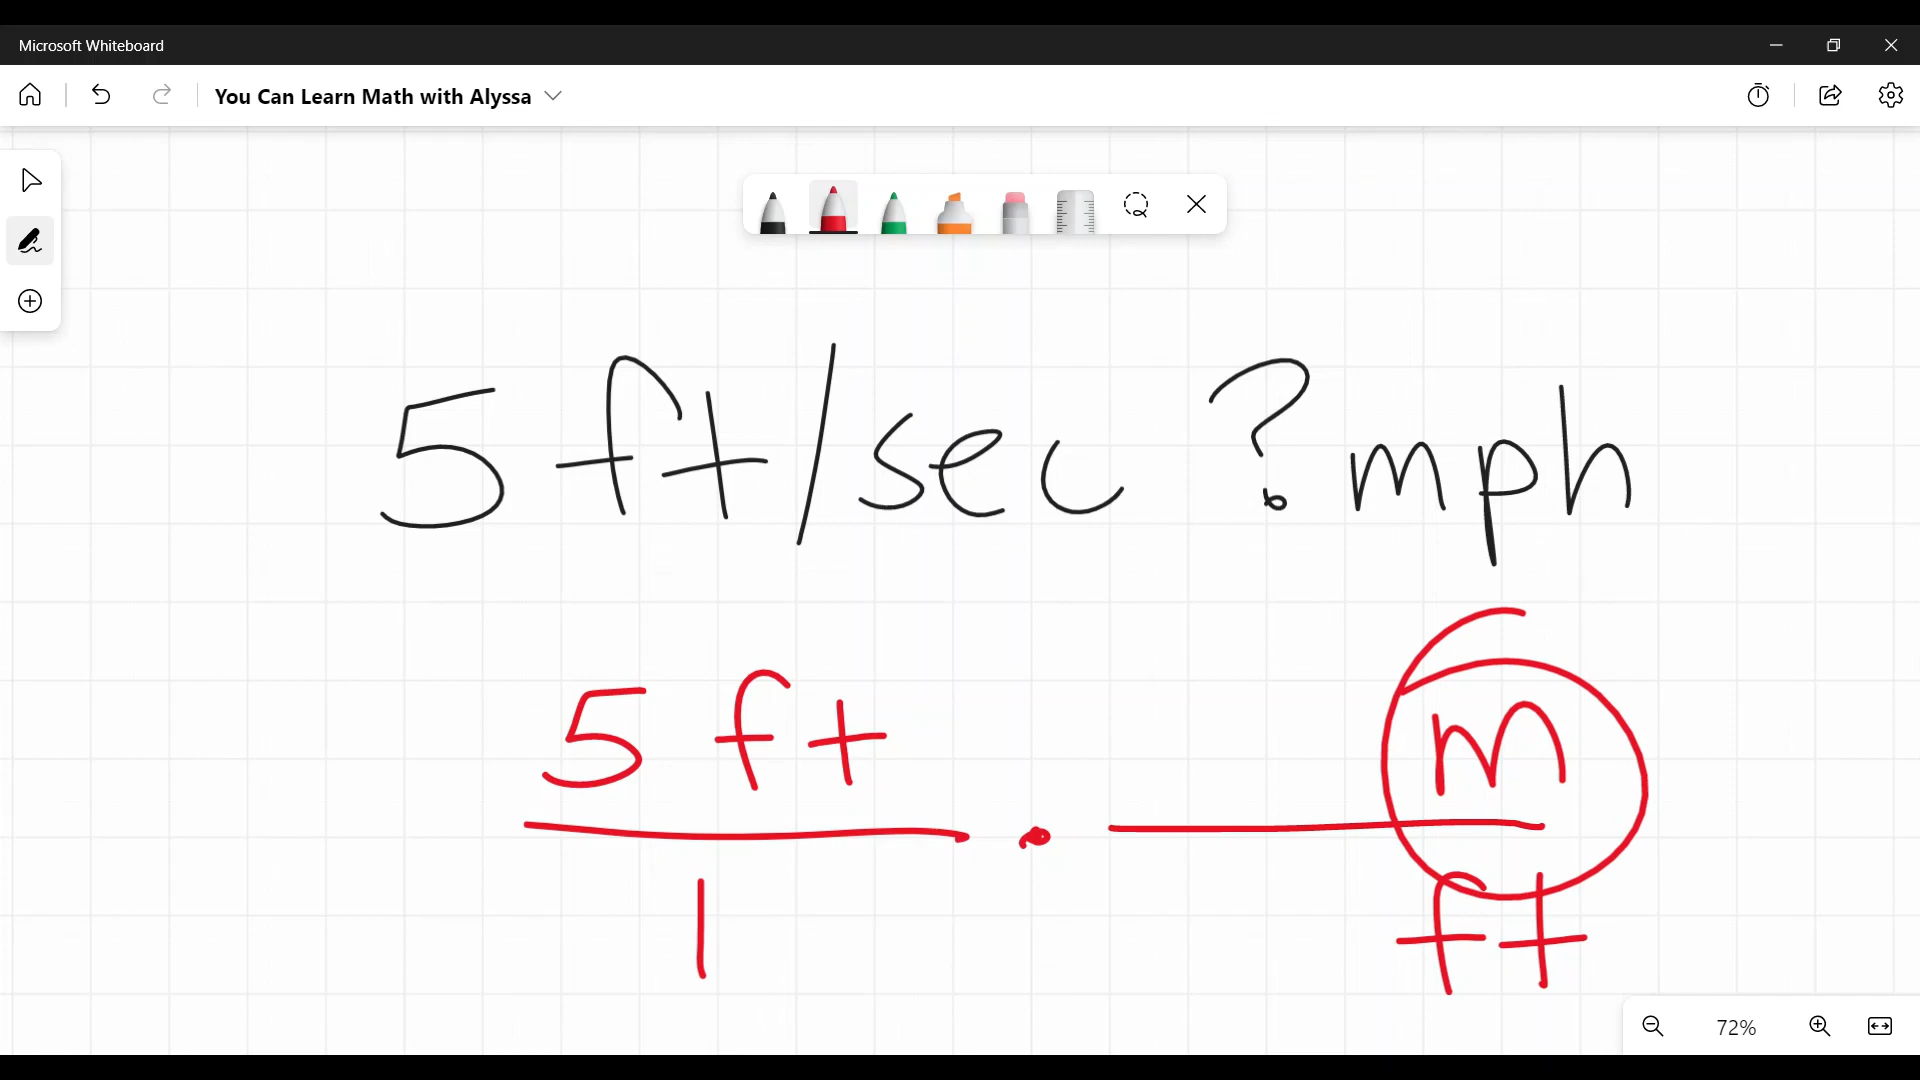 Microsoft Whiteboard
You Can Learn Math with Alyssa
5 ft/sec ? mph
5 ft
m
1
ft
72%